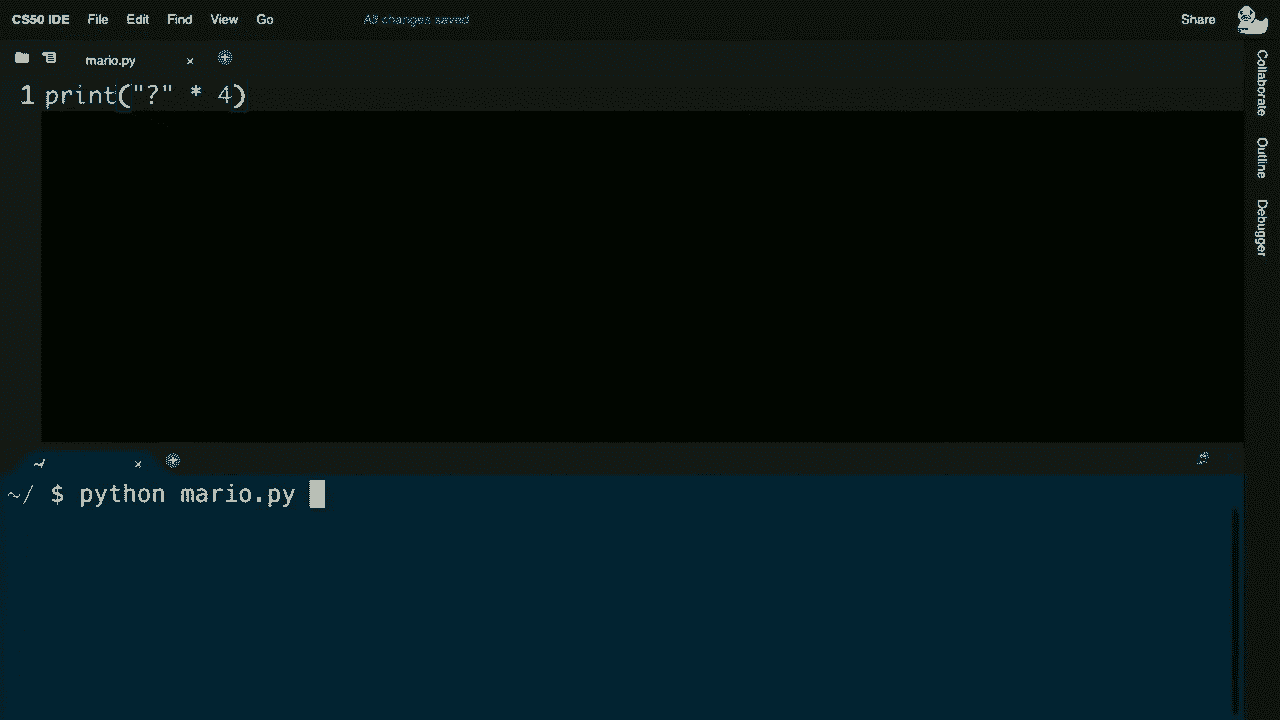 CS50 IDE File Edit Find View Go All changes saved Share
mario.py ×
1 print("?" * 4)
Collaborate
Outline
Debugger
×
~/ $ python mario.py